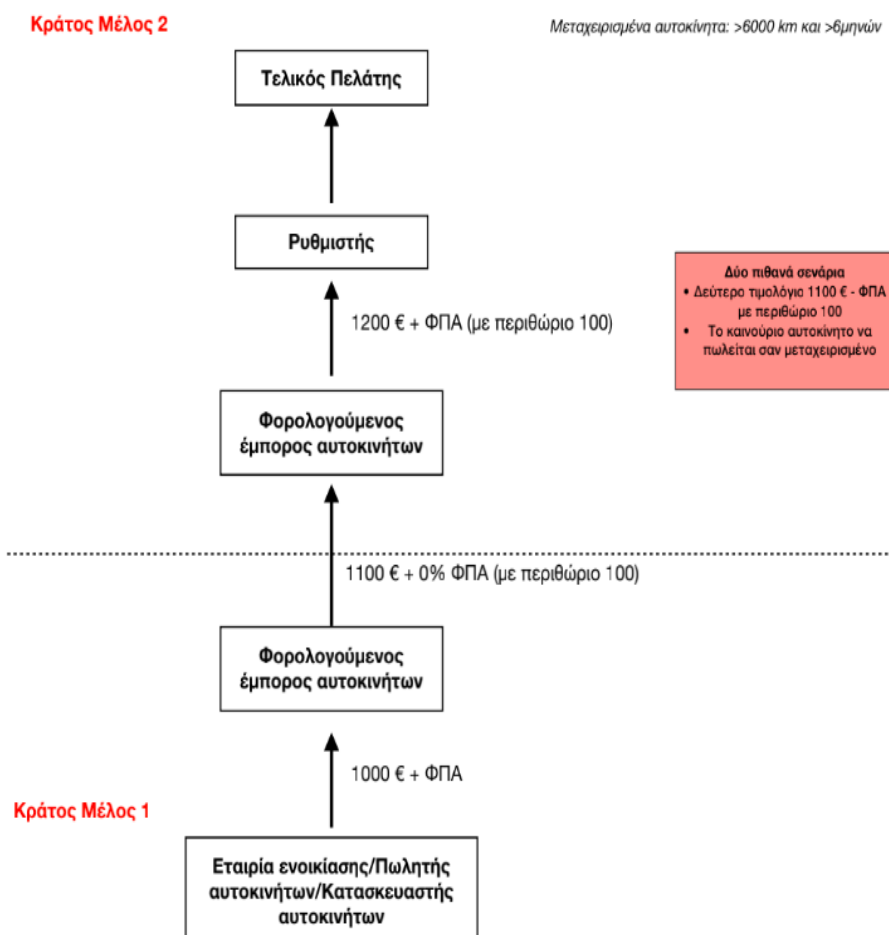 Κράτος Μέλος 2
Μεταχειρισμένα αυτοκίνητα: >6000 km και >6μηνών
Τελικός Πελάτης
Ρυθμιστής
Δύο πιθανά σενάρια
• Δεύτερο τιμολόγιο 1100 € - ΦΠΑ
με περιθώριο 100
• Το καινούριο αυτοκίνητο να
πωλείται σαν μεταχειρισμένο
1200 € + ΦΠΑ (με περιθώριο 100)
Φορολογούμενος
έμπορος αυτοκινήτων
1100 € + 0% ΦΠΑ (με περιθώριο 100)
Φορολογούμενος
έμπορος αυτοκινήτων
1000 € + ΦΠΑ
Κράτος Μέλος 1
Εταιρία ενοικίασης/Πωλητής
αυτοκινήτων/Κατασκευαστής
αυτοκινήτων